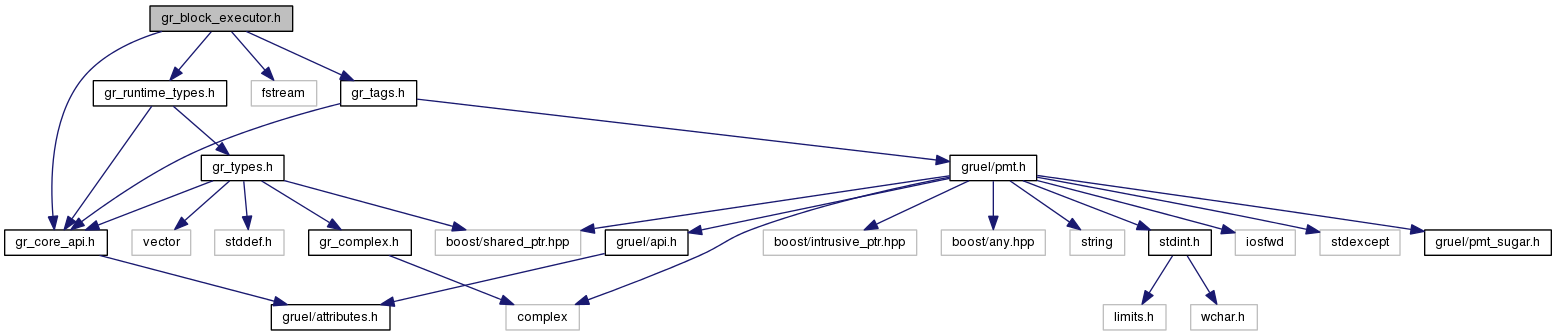 gr_block_executor.h
gr_runtime_types.h
fstream
gr_tags.h
gr_types.h
gruel/pmt.h
gr_core_api.h
vector
stddef.h
gr_complex.h
boost/shared_ptr.hpp
gruel/api.h
boost/intrusive_ptr.hpp
boost/any.hpp
string
stdint.h
iosfwd
stdexcept
gruel/pmt_sugar.h
gruel/attributes.h
complex
limits.h
wchar.h